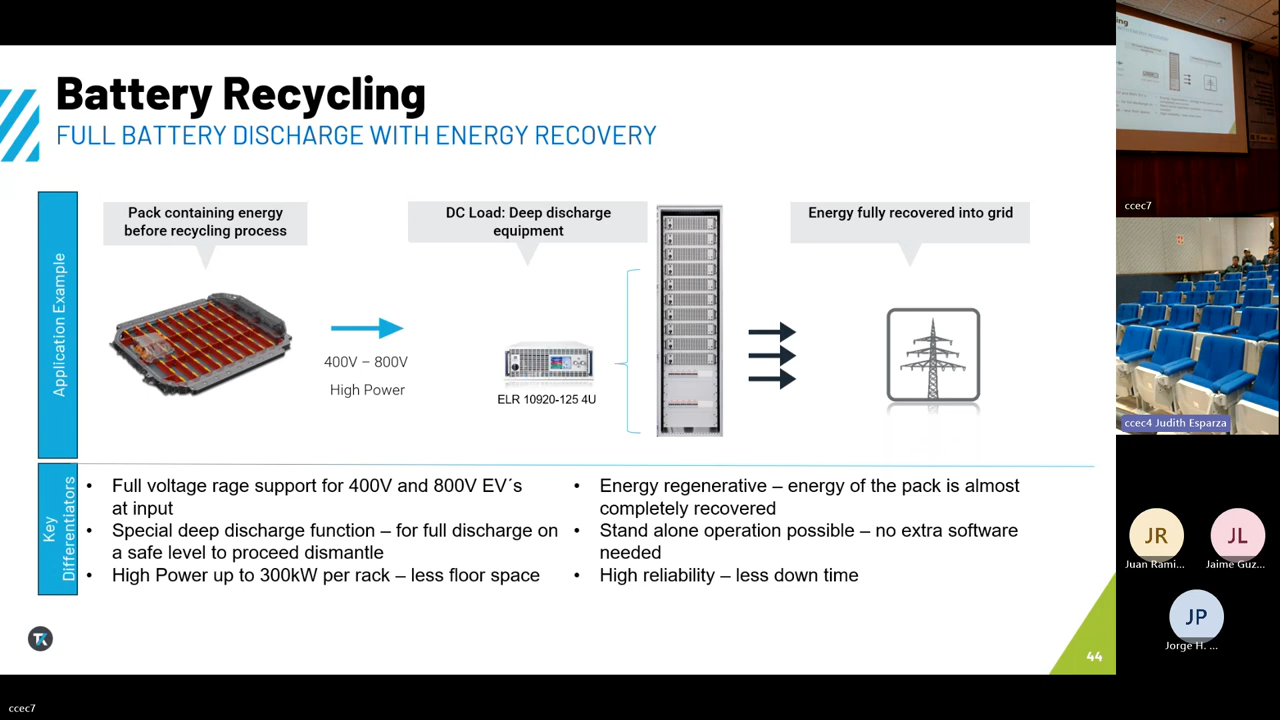 Battery Recycling
FULL BATTERY DISCHARGE WITH ENERGY RECOVERY
Application Example
Pack containing energy
before recycling process
DC Load: Deep discharge
equipment
Energy fully recovered into grid
400V – 800V
High Power
ELR 10920-125 4U
Key
Differentiators
• Full voltage rage support for 400V and 800V EV´s
at input
• Special deep discharge function – for full discharge on
a safe level to proceed dismantle
• High Power up to 300kW per rack – less floor space
• Energy regenerative – energy of the pack is almost
completely recovered
• Stand alone operation possible – no extra software
needed
• High reliability – less down time
TK
44
ccec7
ccec7
ccec4 Judith Esparza
JR
Juan Rami...
JL
Jaime Guz...
JP
Jorge H. ...